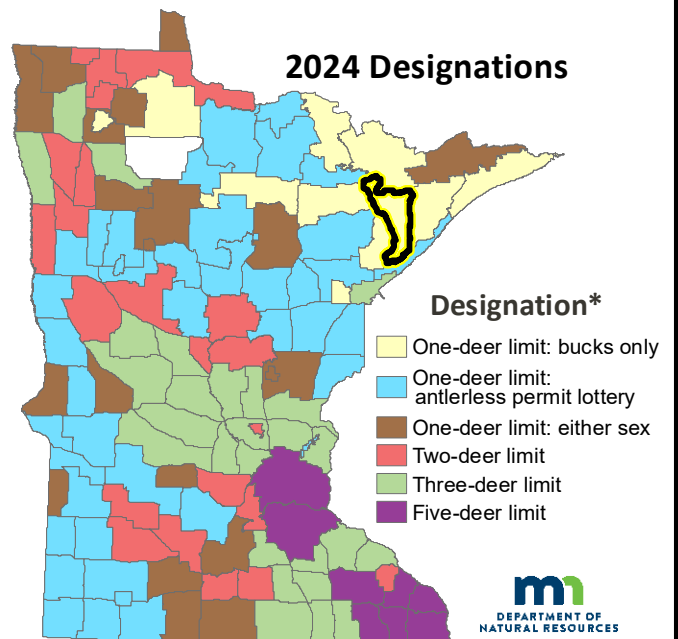 2024 Designations
Designation*
One-deer limit: bucks only
One-deer limit:
antlerless permit lottery
One-deer limit: either sex
Two-deer limit
Three-deer limit
Five-deer limit
mn
DEPARTMENT OF
NATURAL RESOURCES